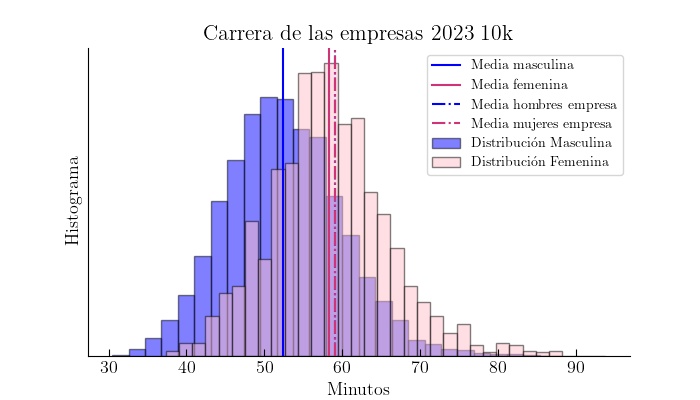 Carrera de las empresas 2023 10k
Media masculina
Media femenina
Media hombres empresa
Media mujeres empresa
Distribución Masculina
Distribución Femenina
Histograma
30 40 50 60 70 80 90
Minutos